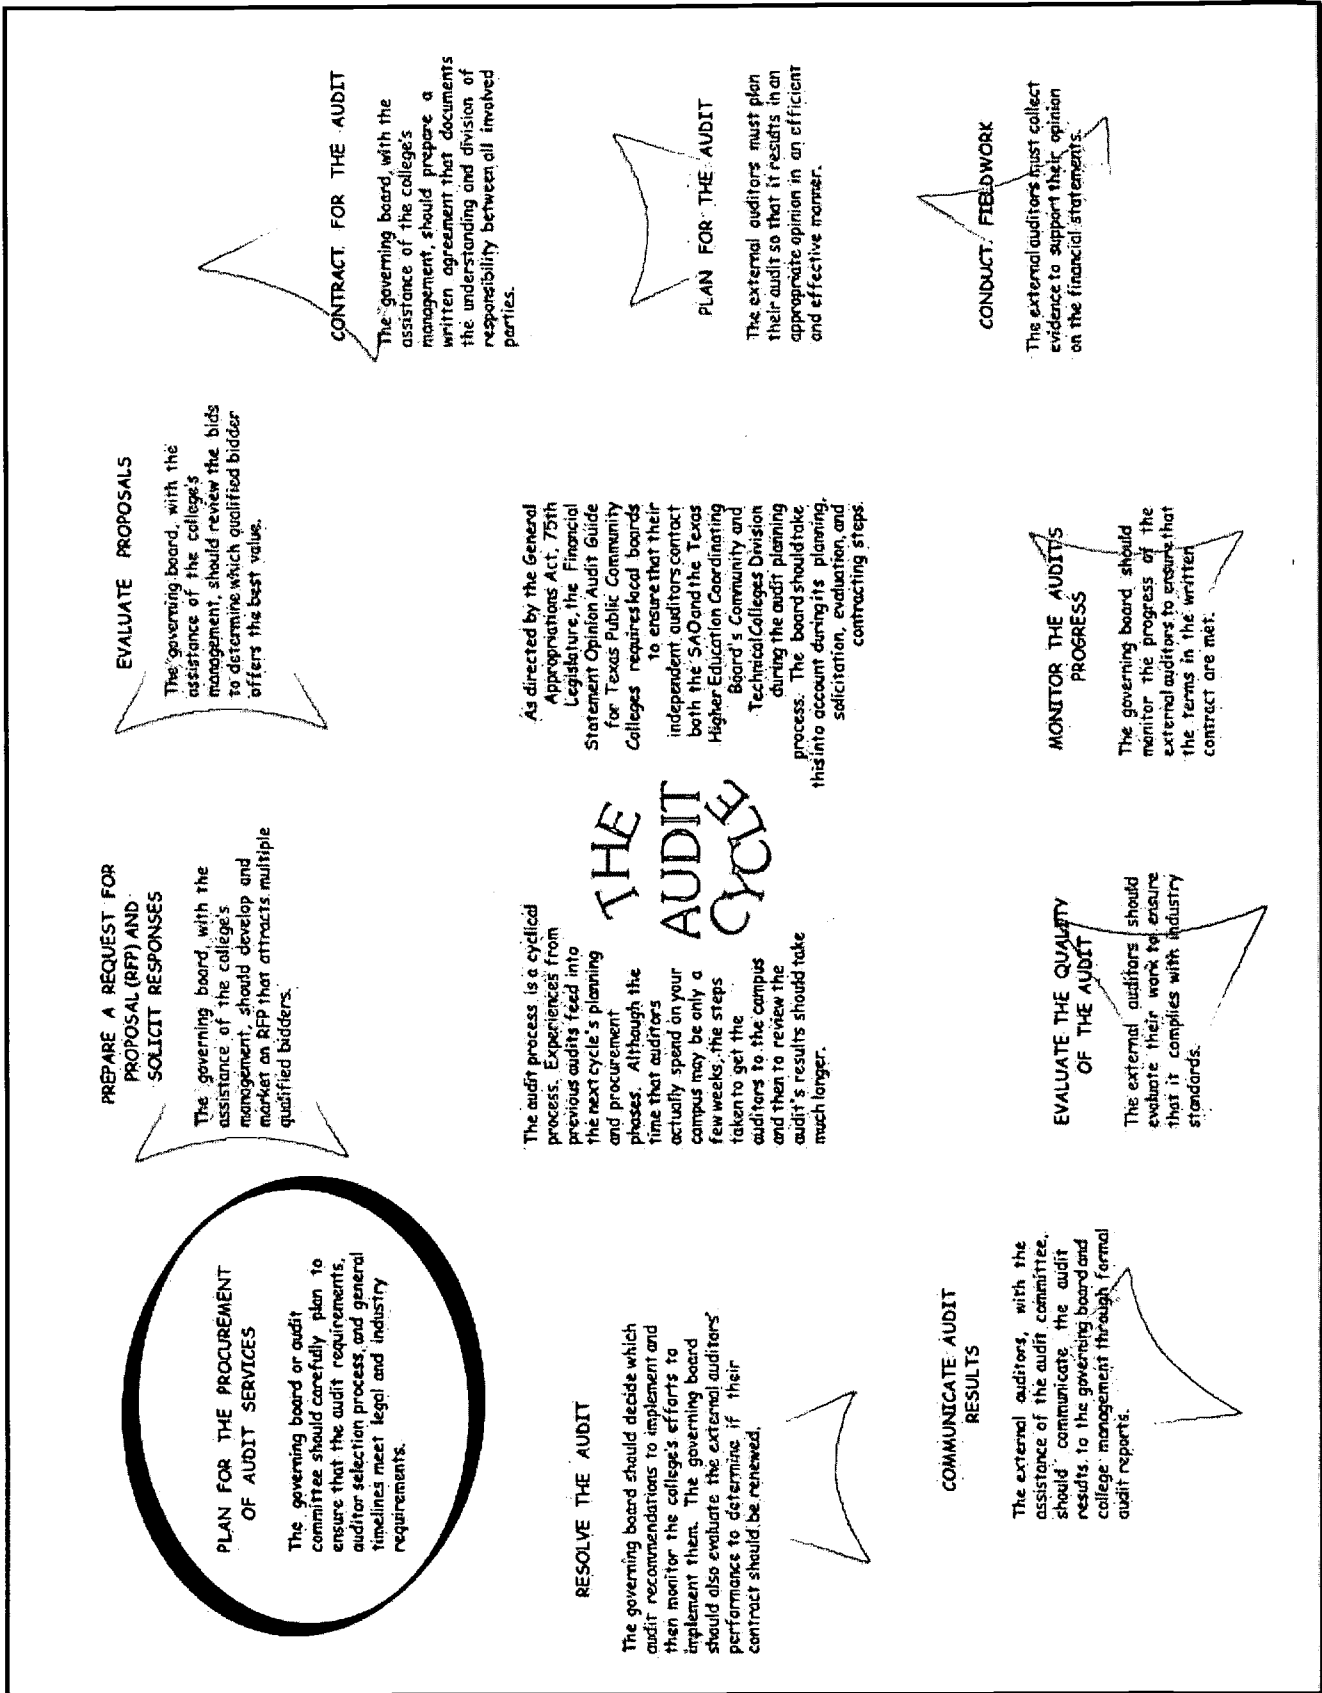 PLAN FOR THE PROCUREMENT
OF AUDIT SERVICES
The governing board or audit
committee should carefully plan to
ensure that the audit requirements,
auditor selection process, and general
timelines meet legal and industry
requirements.
PREPARE A REQUEST FOR
PROPOSAL (RFP) AND
SOLICIT RESPONSES
The governing board, with the
assistance of the college's
management, should develop and
market an RFP that attracts multiple
qualified bidders.
EVALUATE PROPOSALS
The governing board, with the
assistance of the college's
management, should review the bids
to determine which qualified bidder
offers the best value.
CONTRACT FOR THE AUDIT
The governing board, with the
assistance of the college's
management, should prepare a
written agreement that documents
the understanding and division of
responsibility between all involved
parties.
PLAN FOR THE AUDIT
The external auditors must plan
their audit so that it results in an
appropriate opinion in an efficient
and effective manner.
CONDUCT FIELDWORK
The external auditors must collect
evidence to support their opinion
on the financial statements.
MONITOR THE AUDIT'S
PROGRESS
The governing board should
monitor the progress of the
external auditors to ensure that
the terms in the written
contract are met.
EVALUATE THE QUALITY
OF THE AUDIT
The external auditors should
evaluate their work to ensure
that it complies with industry
standards.
COMMUNICATE AUDIT
RESULTS
The external auditors, with the
assistance of the audit committee,
should communicate the audit
results to the governing board and
college management through formal
audit reports.
RESOLVE THE AUDIT
The governing board should decide which
audit recommendations to implement and
then monitor the college's efforts to
implement them. The governing board
should also evaluate the external auditors'
performance to determine if their
contract should be renewed.
The audit process is a cyclical
process. Experiences from
previous audits feed into
the next cycle's planning
and procurement
phases. Although the
time that auditors
actually spend on your
campus may be only a
few weeks, the steps
taken to get the
auditors to the campus
and then to review the
audit's results should take
much longer.
THE
AUDIT
CYCLE
As directed by the General
Appropriations Act, 75th
Legislature, the Financial
Statement Opinion Audit Guide
for Texas Public Community
Colleges requires local boards
to ensure that their
independent auditors contact
both the SAO and the Texas
Higher Education Coordinating
Board's Community and
Technical Colleges Division
during the audit planning
process. The board should take
this into account during its planning,
solicitation, evaluation, and
contracting steps.